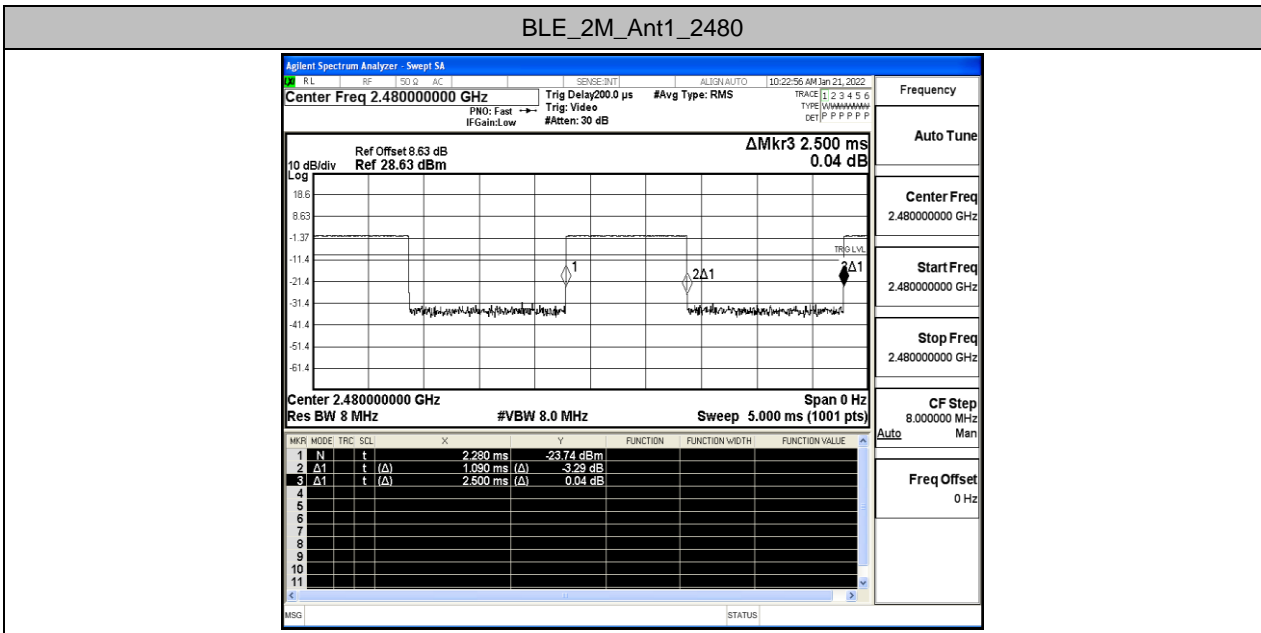 BLE_2M_Ant1_2480
Agilent Spectrum Analyzer - Swept SA
RL RF 50 Ω AC SENSE:INT ALIGN AUTO 10:22:56 AM Jan 21, 2022
Center Freq 2.480000000 GHz
PNO: Fast
IFGain:Low
Trig Delay200.0 µs
Trig: Video
#Atten: 30 dB
#Avg Type: RMS
TRACE 1 2 3 4 5 6
TYPE
DET P P P P P P
Ref Offset 8.63 dB
10 dB/div Ref 28.63 dBm
Log
ΔMkr3 2.500 ms
0.04 dB
18.6
8.63
-1.37
-11.4
-21.4
-31.4
-41.4
-51.4
-61.4
TRIG LVL
1
2Δ1
Δ1
Center 2.480000000 GHz Span 0 Hz
Res BW 8 MHz #VBW 8.0 MHz Sweep 5.000 ms (1001 pts)
MKR MODE TRC SCL X Y FUNCTION FUNCTION WIDTH FUNCTION VALUE
1 N t 2.280 ms -23.74 dBm
2 Δ1 t (Δ) 1.090 ms (Δ) -3.29 dB
3 Δ1 t (Δ) 2.500 ms (Δ) 0.04 dB
4
5
6
7
8
9
10
11
MSG STATUS
Frequency
Auto Tune
Center Freq
2.480000000 GHz
Start Freq
2.480000000 GHz
Stop Freq
2.480000000 GHz
CF Step
8.000000 MHz
Auto Man
Freq Offset
0 Hz